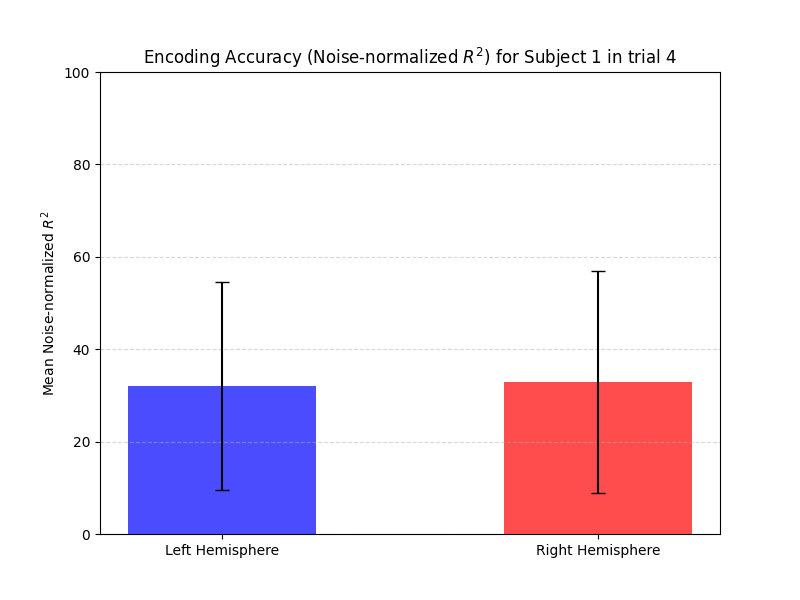 Encoding Accuracy (Noise-normalized R²) for Subject 1 in trial 4
100
80
60
40
20
0
Mean Noise-normalized R²
Left Hemisphere
Right Hemisphere